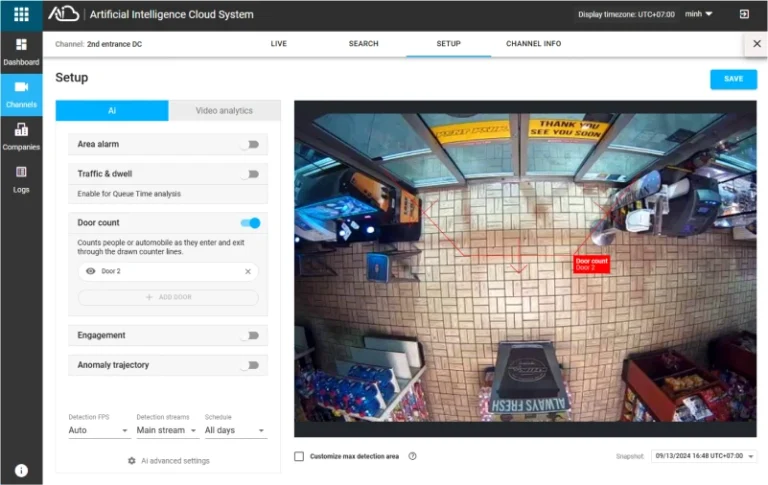 Ai Artificial Intelligence Cloud System
Display timezone: UTC+07:00
minh
Dashboard
Channels
Companies
Logs
Channel: 2nd entrance DC
LIVE
SEARCH
SETUP
CHANNEL INFO
Setup
SAVE
Ai
Video analytics
Area alarm
Traffic & dwell
Enable for Queue Time analysis
Door count
Counts people or automobile as they enter and exit
through the drawn counter lines.
Door 2
ADD DOOR
Engagement
Anomaly trajectory
Detection FPS
Auto
Detection streams
Main stream
Schedule
All days
Ai advanced settings
THANK YOU
SEE YOU SOON
Door count
Door 2
ALWAYS FRESH
Customize max detection area
Snapshot:
09/13/2024 16:48 UTC+07:00